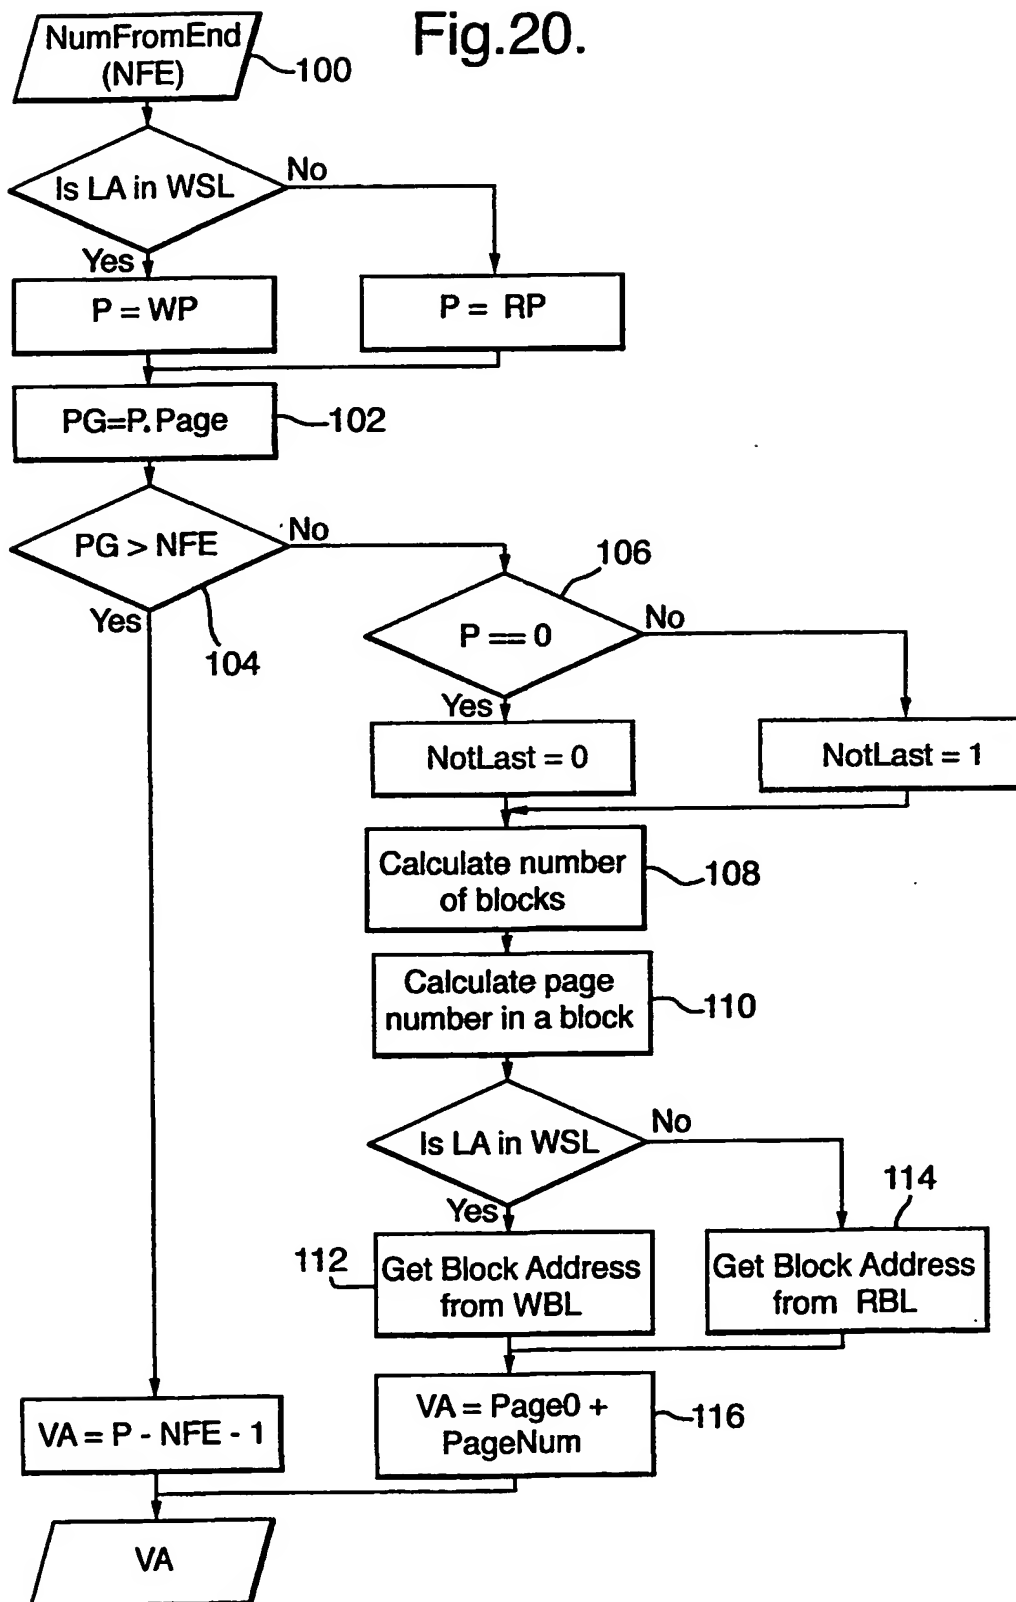 Fig.20.
NumFromEnd
(NFE)
100
Is LA in WSL
No
Yes
P = WP
P = RP
PG=P.Page
102
PG > NFE
No
Yes
104
106
P == 0
No
Yes
NotLast = 0
NotLast = 1
Calculate number
of blocks
108
Calculate page
number in a block
110
Is LA in WSL
No
Yes
114
112
Get Block Address
from WBL
Get Block Address
from RBL
VA = P - NFE - 1
VA = Page0 +
PageNum
116
VA